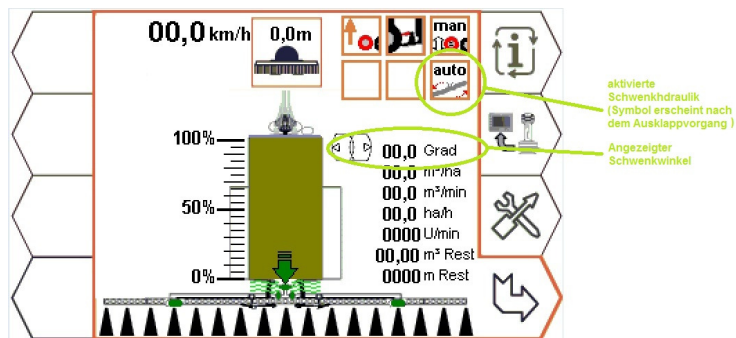 00,0 km/h
0,0m
man
auto
aktivierte
Schwenkhdraulik
(Symbol erscheint nach
dem Ausklappvorgang )
Angezeigter
Schwenkwinkel
100%
50%
0%
00,0 Grad
00,0 m³/ha
00,0 m³/min
00,0 ha/h
0000 U/min
00,00 m³ Rest
0000 m Rest